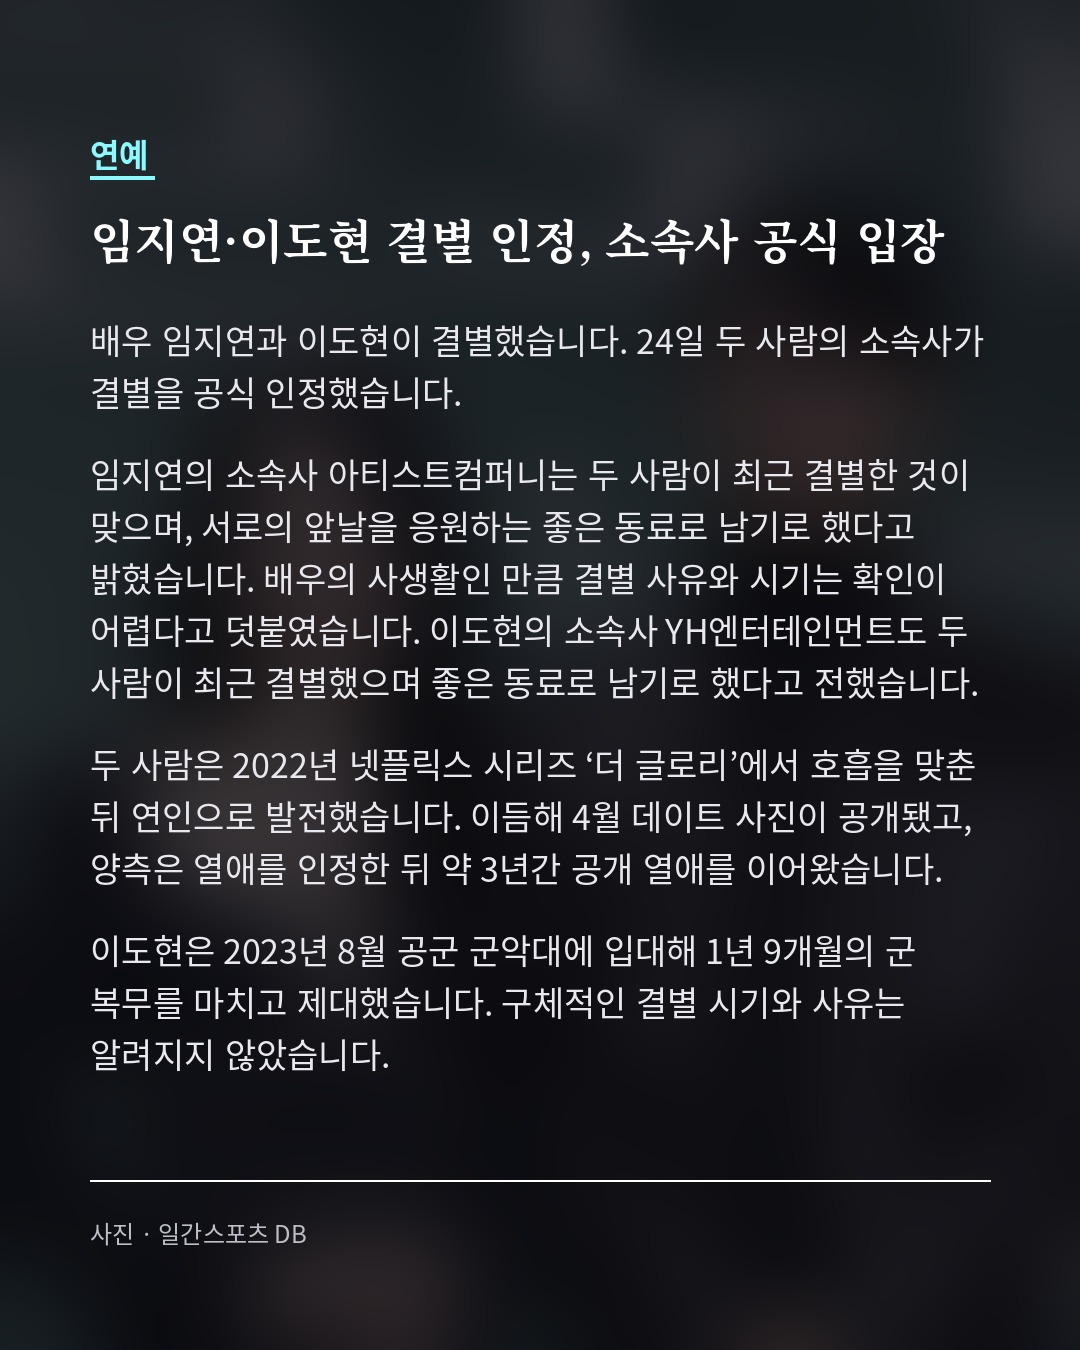 연예
임지연·이도현 결별 인정, 소속사 공식 입장
배우 임지연과 이도현이 결별했습니다. 24일 두 사람의 소속사가
결별을 공식 인정했습니다.
임지연의 소속사 아티스트컴퍼니는 두 사람이 최근 결별한 것이
맞으며, 서로의 앞날을 응원하는 좋은 동료로 남기로 했다고
밝혔습니다. 배우의 사생활인 만큼 결별 사유와 시기는 확인이
어렵다고 덧붙였습니다. 이도현의 소속사 YH엔터테인먼트도 두
사람이 최근 결별했으며 좋은 동료로 남기로 했다고 전했습니다.
두 사람은 2022년 넷플릭스 시리즈 ‘더 글로리’에서 호흡을 맞춘
뒤 연인으로 발전했습니다. 이듬해 4월 데이트 사진이 공개됐고,
양측은 열애를 인정한 뒤 약 3년간 공개 열애를 이어왔습니다.
이도현은 2023년 8월 공군 군악대에 입대해 1년 9개월의 군
복무를 마치고 제대했습니다. 구체적인 결별 시기와 사유는
알려지지 않았습니다.
사진 · 일간스포츠 DB